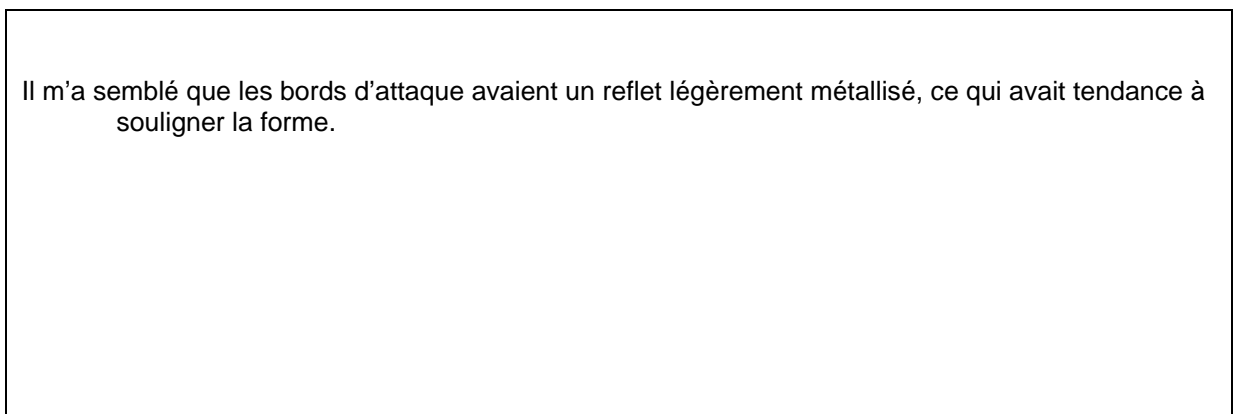 Il m’a semblé que les bords d’attaque avaient un reflet légèrement métallisé, ce qui avait tendance à
souligner la forme.